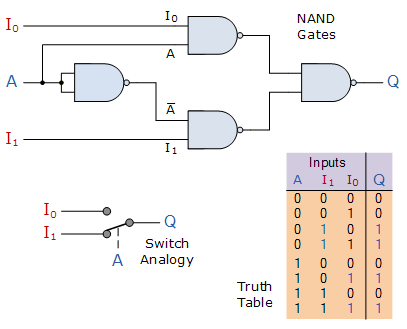 I₀
I₀
NAND
Gates
A
A
Q
A̅
I₁
I₁
Inputs
A I₁ I₀ Q
0 0 0 0
0 0 1 0
0 1 0 1
0 1 1 1
1 0 0 0
1 0 1 1
1 1 0 0
1 1 1 1
I₀
I₁
Q
A
Switch
Analogy
Truth
Table